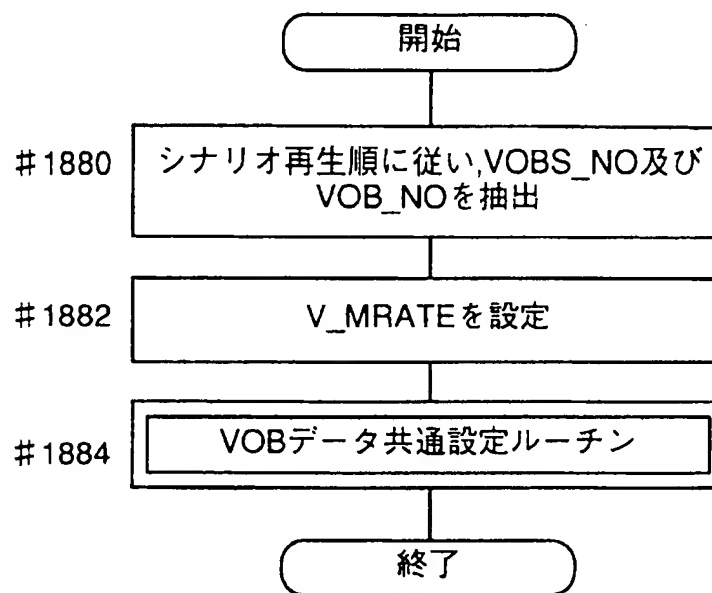 開始
#1880
シナリオ再生順に従い,VOBS_NO及び
VOB_NOを抽出
#1882
V_MRATEを設定
#1884
VOBデータ共通設定ルーチン
終了